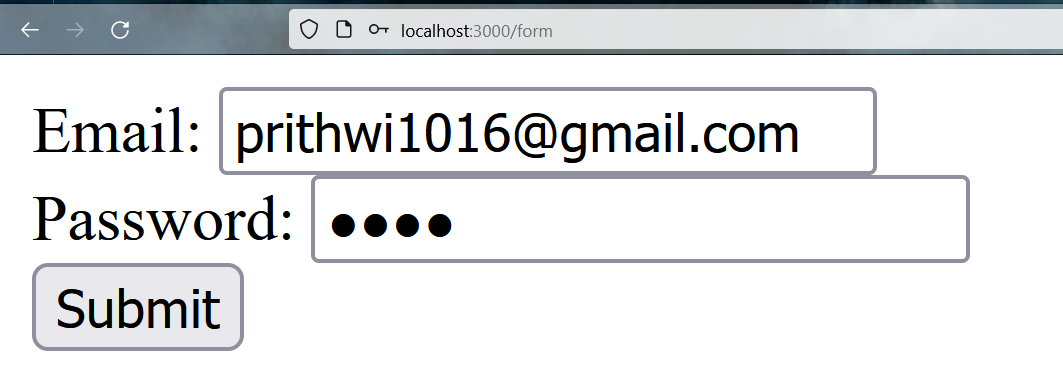 localhost:3000/form
Email: prithwi1016@gmail.com
Password: ●●●●
Submit